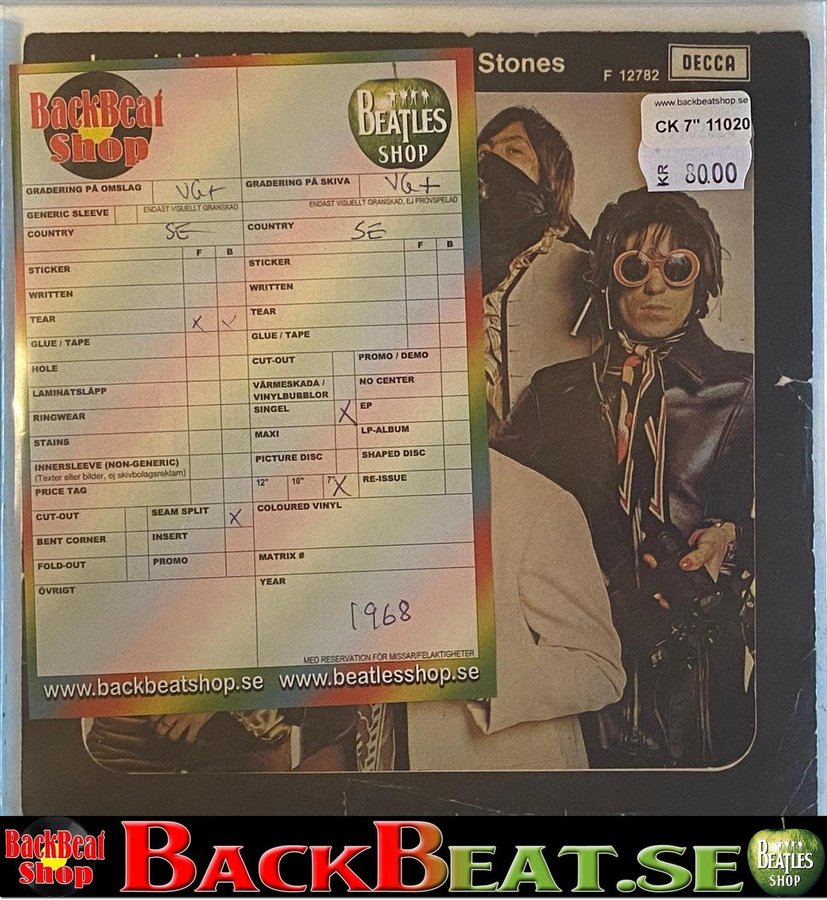 Stones
F 12782
DECCA
www.backbeatshop.se
CK 7" 11020
KR 80.00
BackBeat
Shop
BEATLES
SHOP
GRADERING PÅ OMSLAG VG+
GRADERING PÅ SKIVA VG+
ENDAST VISUELLT GRANSKAD
ENDAST VISUELLT GRANSKAD, EJ PROVSPELAD
GENERIC SLEEVE
COUNTRY SE
COUNTRY SE
F B
F B
STICKER
STICKER
WRITTEN
WRITTEN
TEAR X
TEAR
GLUE / TAPE
GLUE / TAPE
HOLE
CUT-OUT
PROMO / DEMO
LAMINATSLÄPP
VÄRMESKADA /
VINYLBUBBLOR
NO CENTER
RINGWEAR
SINGEL X
EP
STAINS
MAXI
LP-ALBUM
INNERSLEEVE (NON-GENERIC)
(Texter eller bilder, ej skivbolagsreklam)
PICTURE DISC
SHAPED DISC
PRICE TAG
12" 10" 7" X
RE-ISSUE
CUT-OUT
SEAM SPLIT X
COLOURED VINYL
BENT CORNER
INSERT
FOLD-OUT
PROMO
MATRIX #
ÖVRIGT
YEAR
1968
MED RESERVATION FÖR MISSAR/FELAKTIGHETER
www.backbeatshop.se www.beatlesshop.se
BackBeat
Shop
BACKBEAT.SE
BEATLES
SHOP